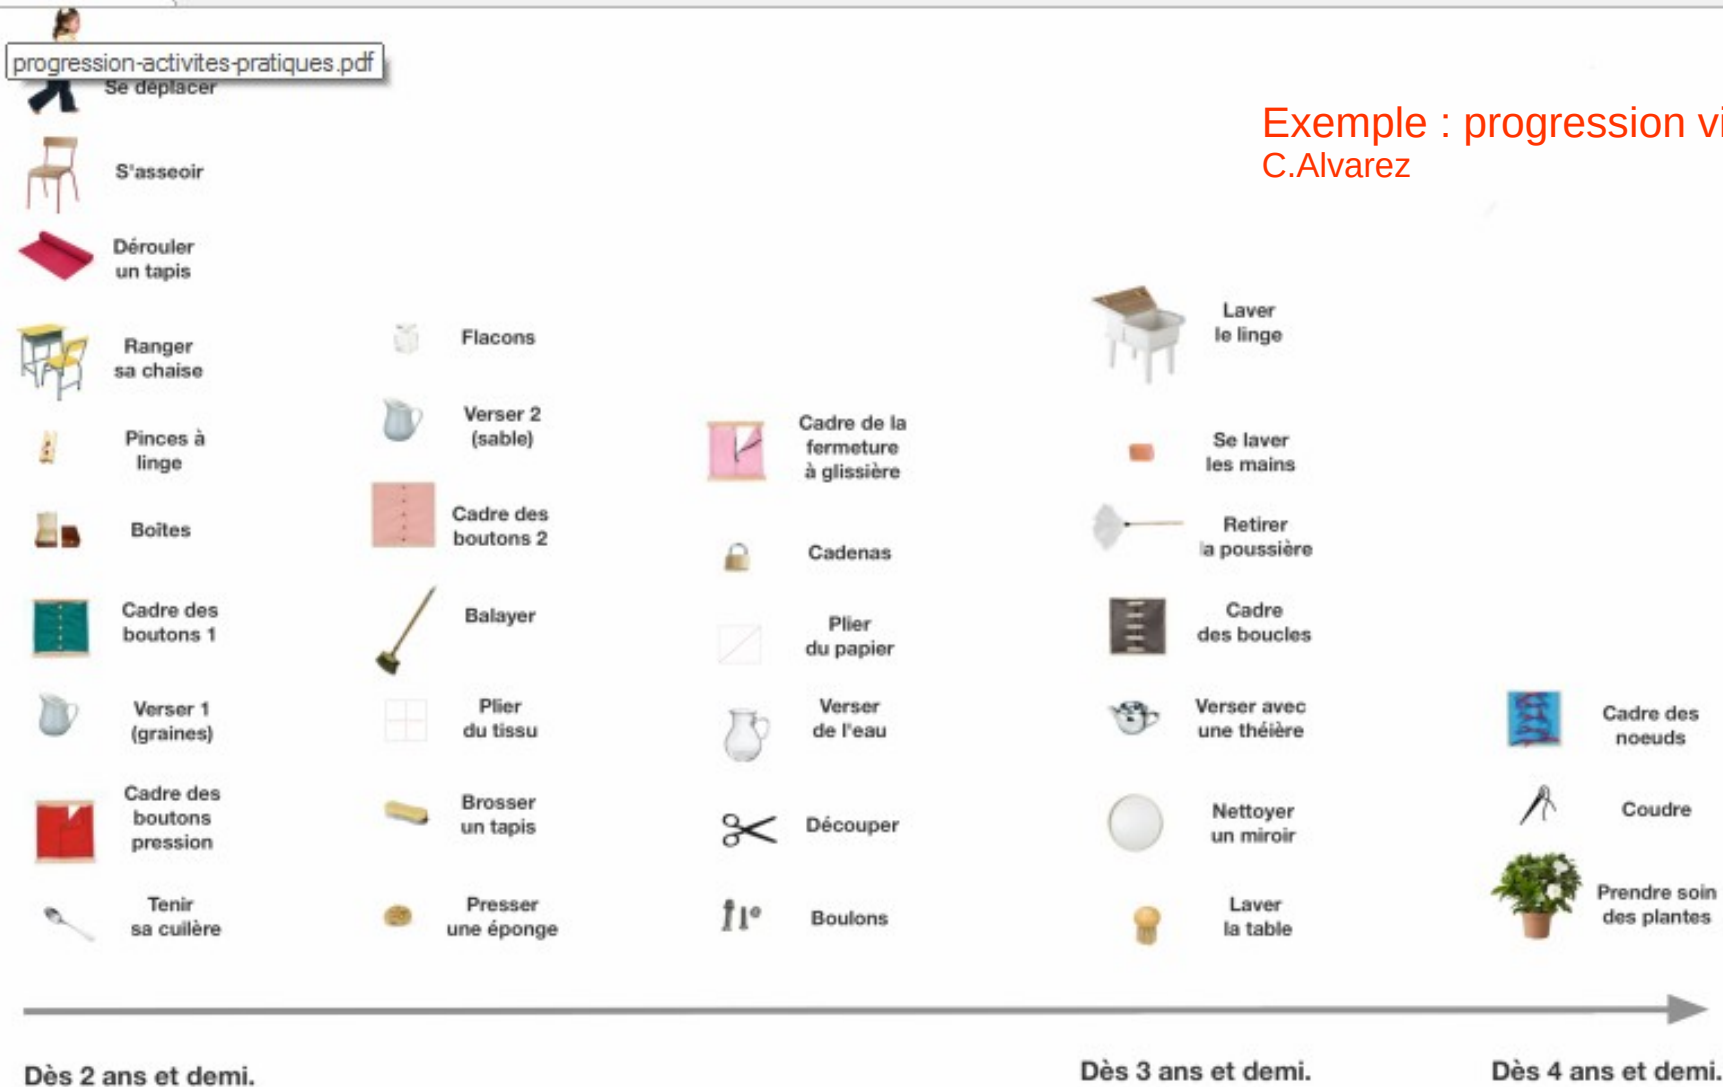 progression-activites-pratiques.pdf
Se déplacer
S'asseoir
Dérouler
un tapis
Ranger
sa chaise
Pinces à
linge
Boîtes
Cadre des
boutons 1
Verser 1
(graines)
Cadre des
boutons
pression
Tenir
sa cuilère
Flacons
Verser 2
(sable)
Cadre des
boutons 2
Balayer
Plier
du tissu
Brosser
un tapis
Presser
une éponge
Cadre de la
fermeture
à glissière
Cadenas
Plier
du papier
Verser
de l'eau
Découper
Boulons
Exemple : progression vi
C.Alvarez
Laver
le linge
Se laver
les mains
Retirer
la poussière
Cadre
des boucles
Verser avec
une théière
Nettoyer
un miroir
Laver
la table
Cadre des
noeuds
Coudre
Prendre soin
des plantes
Dès 2 ans et demi.
Dès 3 ans et demi.
Dès 4 ans et demi.